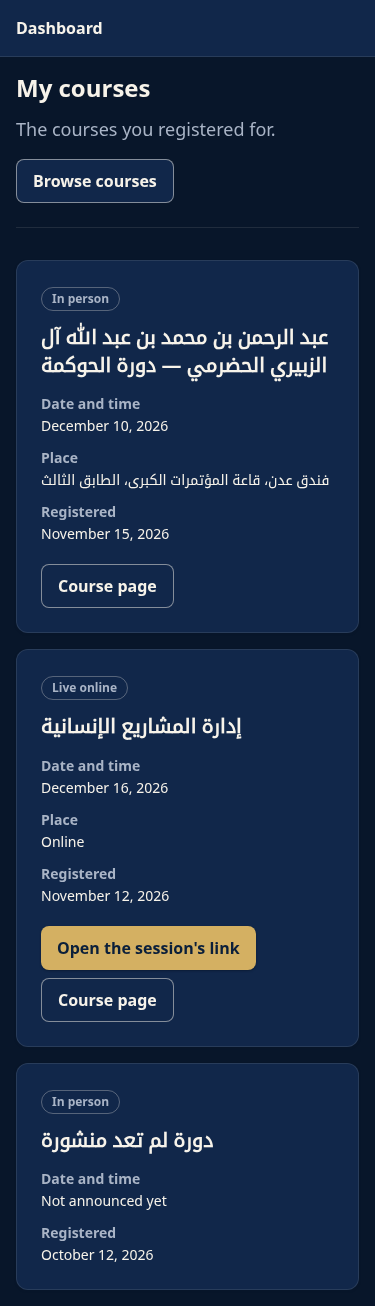 Dashboard
My courses
The courses you registered for.
Browse courses
In person
عبد الرحمن بن محمد بن عبد الله آل
الزبيري الحضرمي — دورة الحوكمة
Date and time
December 10, 2026
Place
فندق عدن، قاعة المؤتمرات الكبرى، الطابق الثالث
Registered
November 15, 2026
Course page
Live online
إدارة المشاريع الإنسانية
Date and time
December 16, 2026
Place
Online
Registered
November 12, 2026
Open the session's link
Course page
In person
دورة لم تعد منشورة
Date and time
Not announced yet
Registered
October 12, 2026